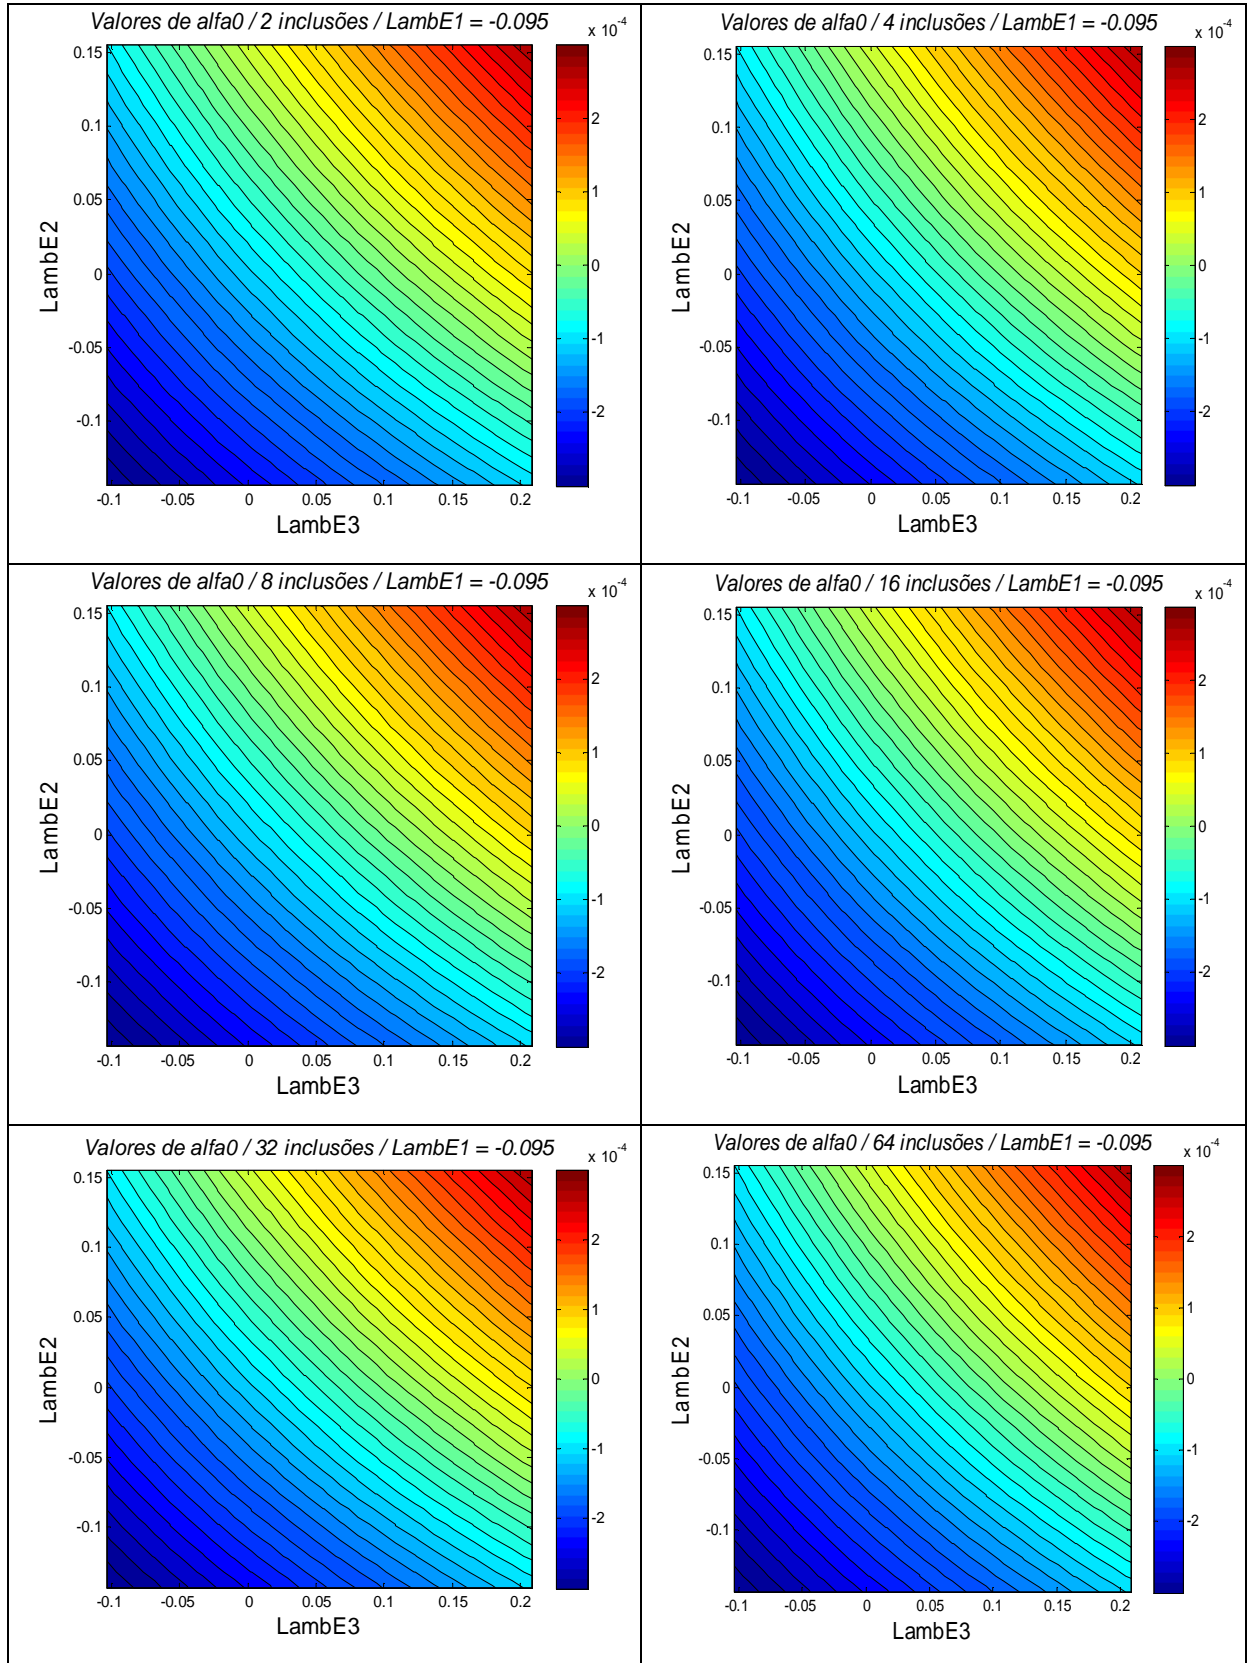 Valores de alfa0 / 2 inclusões / LambE1 = -0.095
x 10-4
0.15
0.1
0.05
0
-0.05
-0.1
LambE2
-0.1 -0.05 0 0.05 0.1 0.15 0.2
LambE3
2
1
0
-1
-2
Valores de alfa0 / 4 inclusões / LambE1 = -0.095
x 10-4
0.15
0.1
0.05
0
-0.05
-0.1
LambE2
-0.1 -0.05 0 0.05 0.1 0.15 0.2
LambE3
2
1
0
-1
-2
Valores de alfa0 / 8 inclusões / LambE1 = -0.095
x 10-4
0.15
0.1
0.05
0
-0.05
-0.1
LambE2
-0.1 -0.05 0 0.05 0.1 0.15 0.2
LambE3
2
1
0
-1
-2
Valores de alfa0 / 16 inclusões / LambE1 = -0.095
x 10-4
0.15
0.1
0.05
0
-0.05
-0.1
LambE2
-0.1 -0.05 0 0.05 0.1 0.15 0.2
LambE3
2
1
0
-1
-2
Valores de alfa0 / 32 inclusões / LambE1 = -0.095
x 10-4
0.15
0.1
0.05
0
-0.05
-0.1
LambE2
-0.1 -0.05 0 0.05 0.1 0.15 0.2
LambE3
2
1
0
-1
-2
Valores de alfa0 / 64 inclusões / LambE1 = -0.095
x 10-4
0.15
0.1
0.05
0
-0.05
-0.1
LambE2
-0.1 -0.05 0 0.05 0.1 0.15 0.2
LambE3
2
1
0
-1
-2